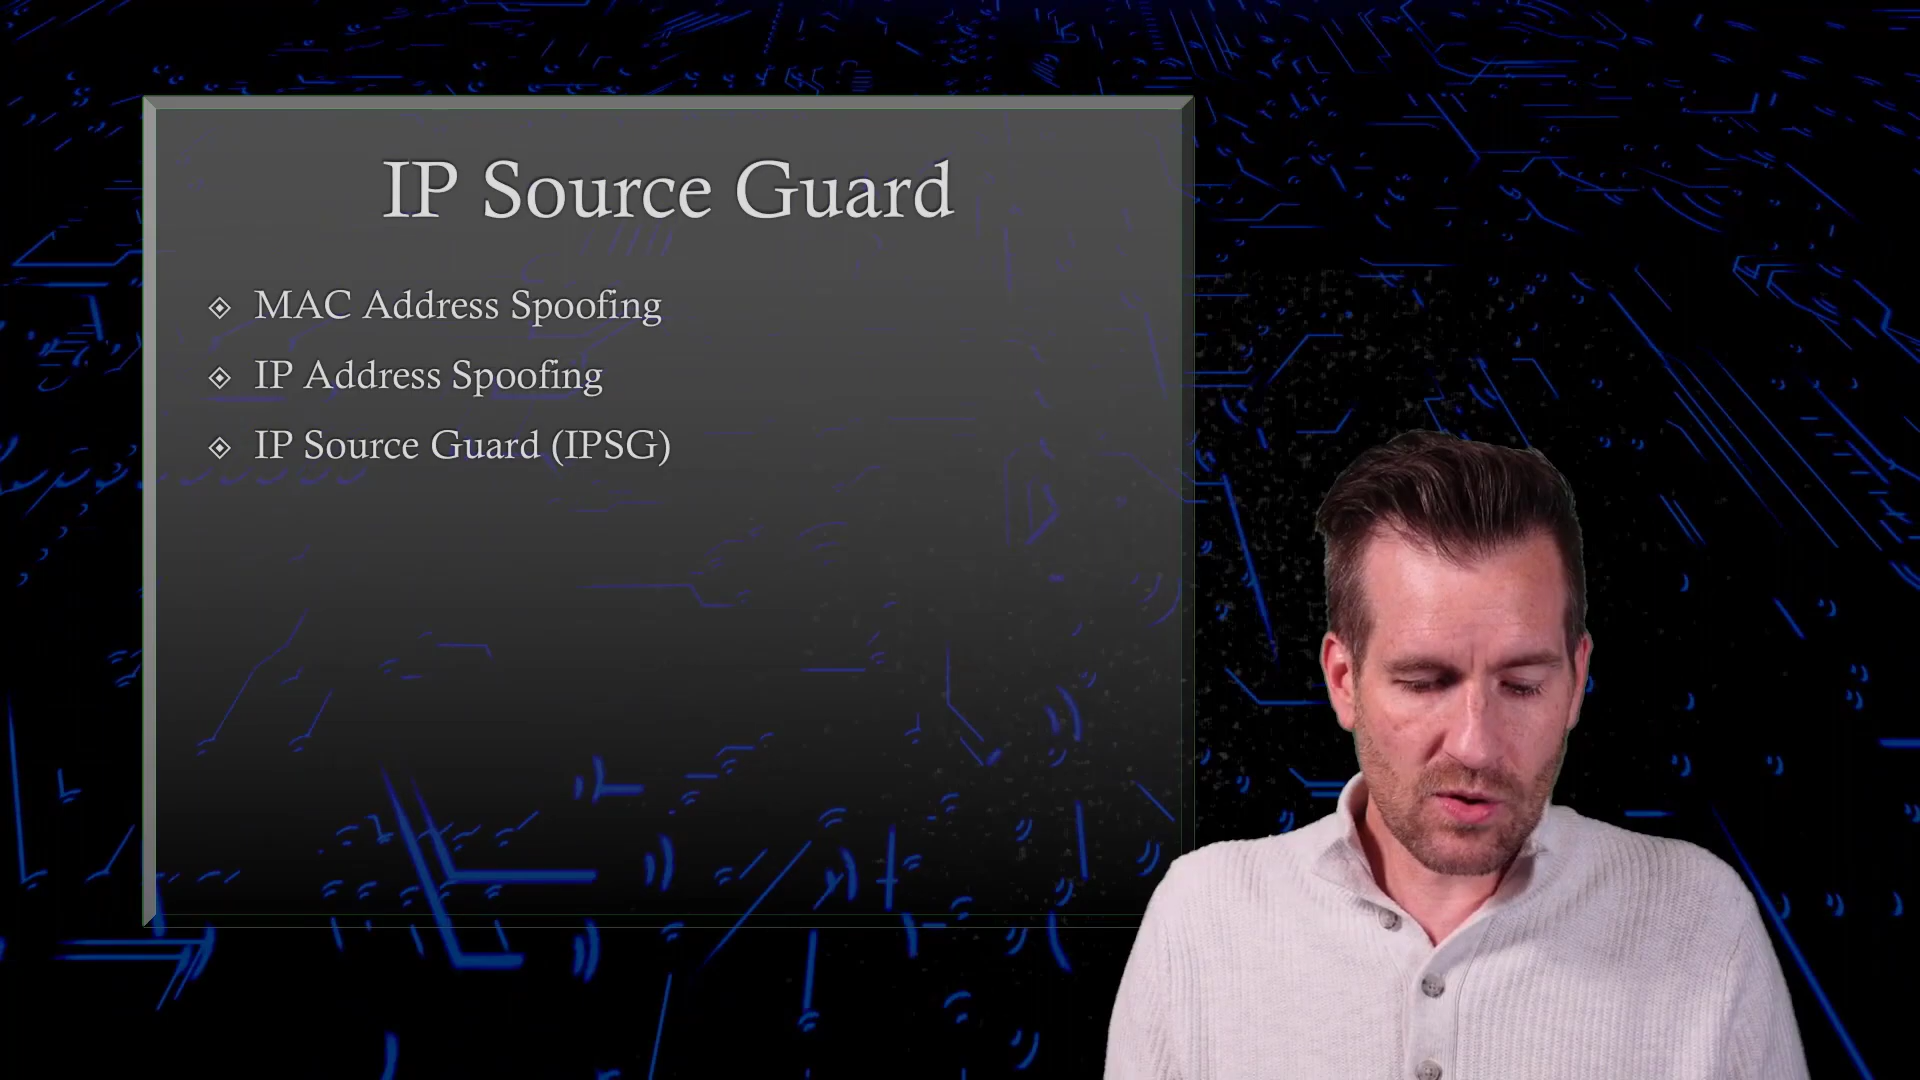 IP Source Guard
MAC Address Spoofing
IP Address Spoofing
IP Source Guard (IPSG)